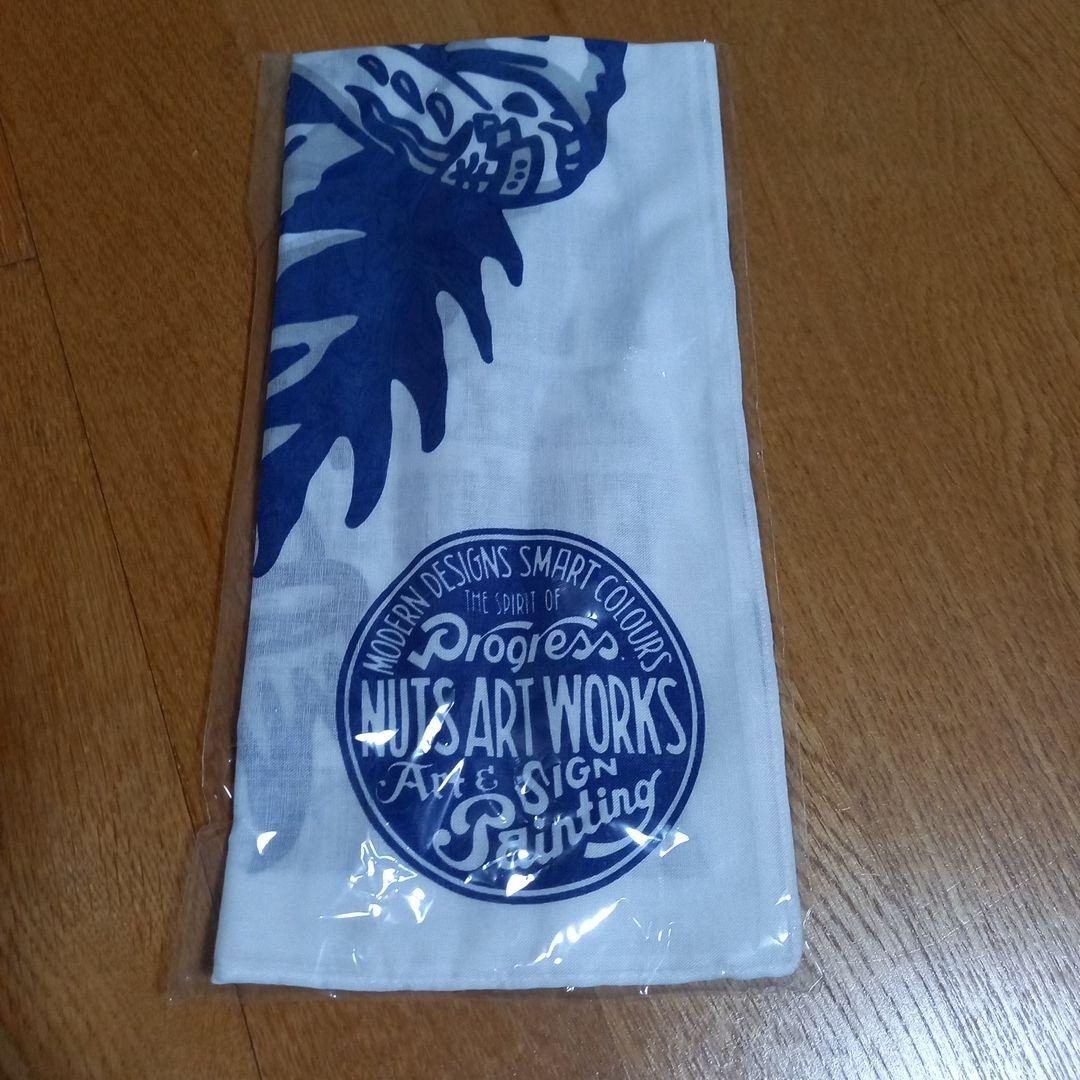 MODERN DESIGNS SMART COLOURS
THE SPIRIT OF
Progress
NUTS ART WORKS
Art & SIGN
Painting